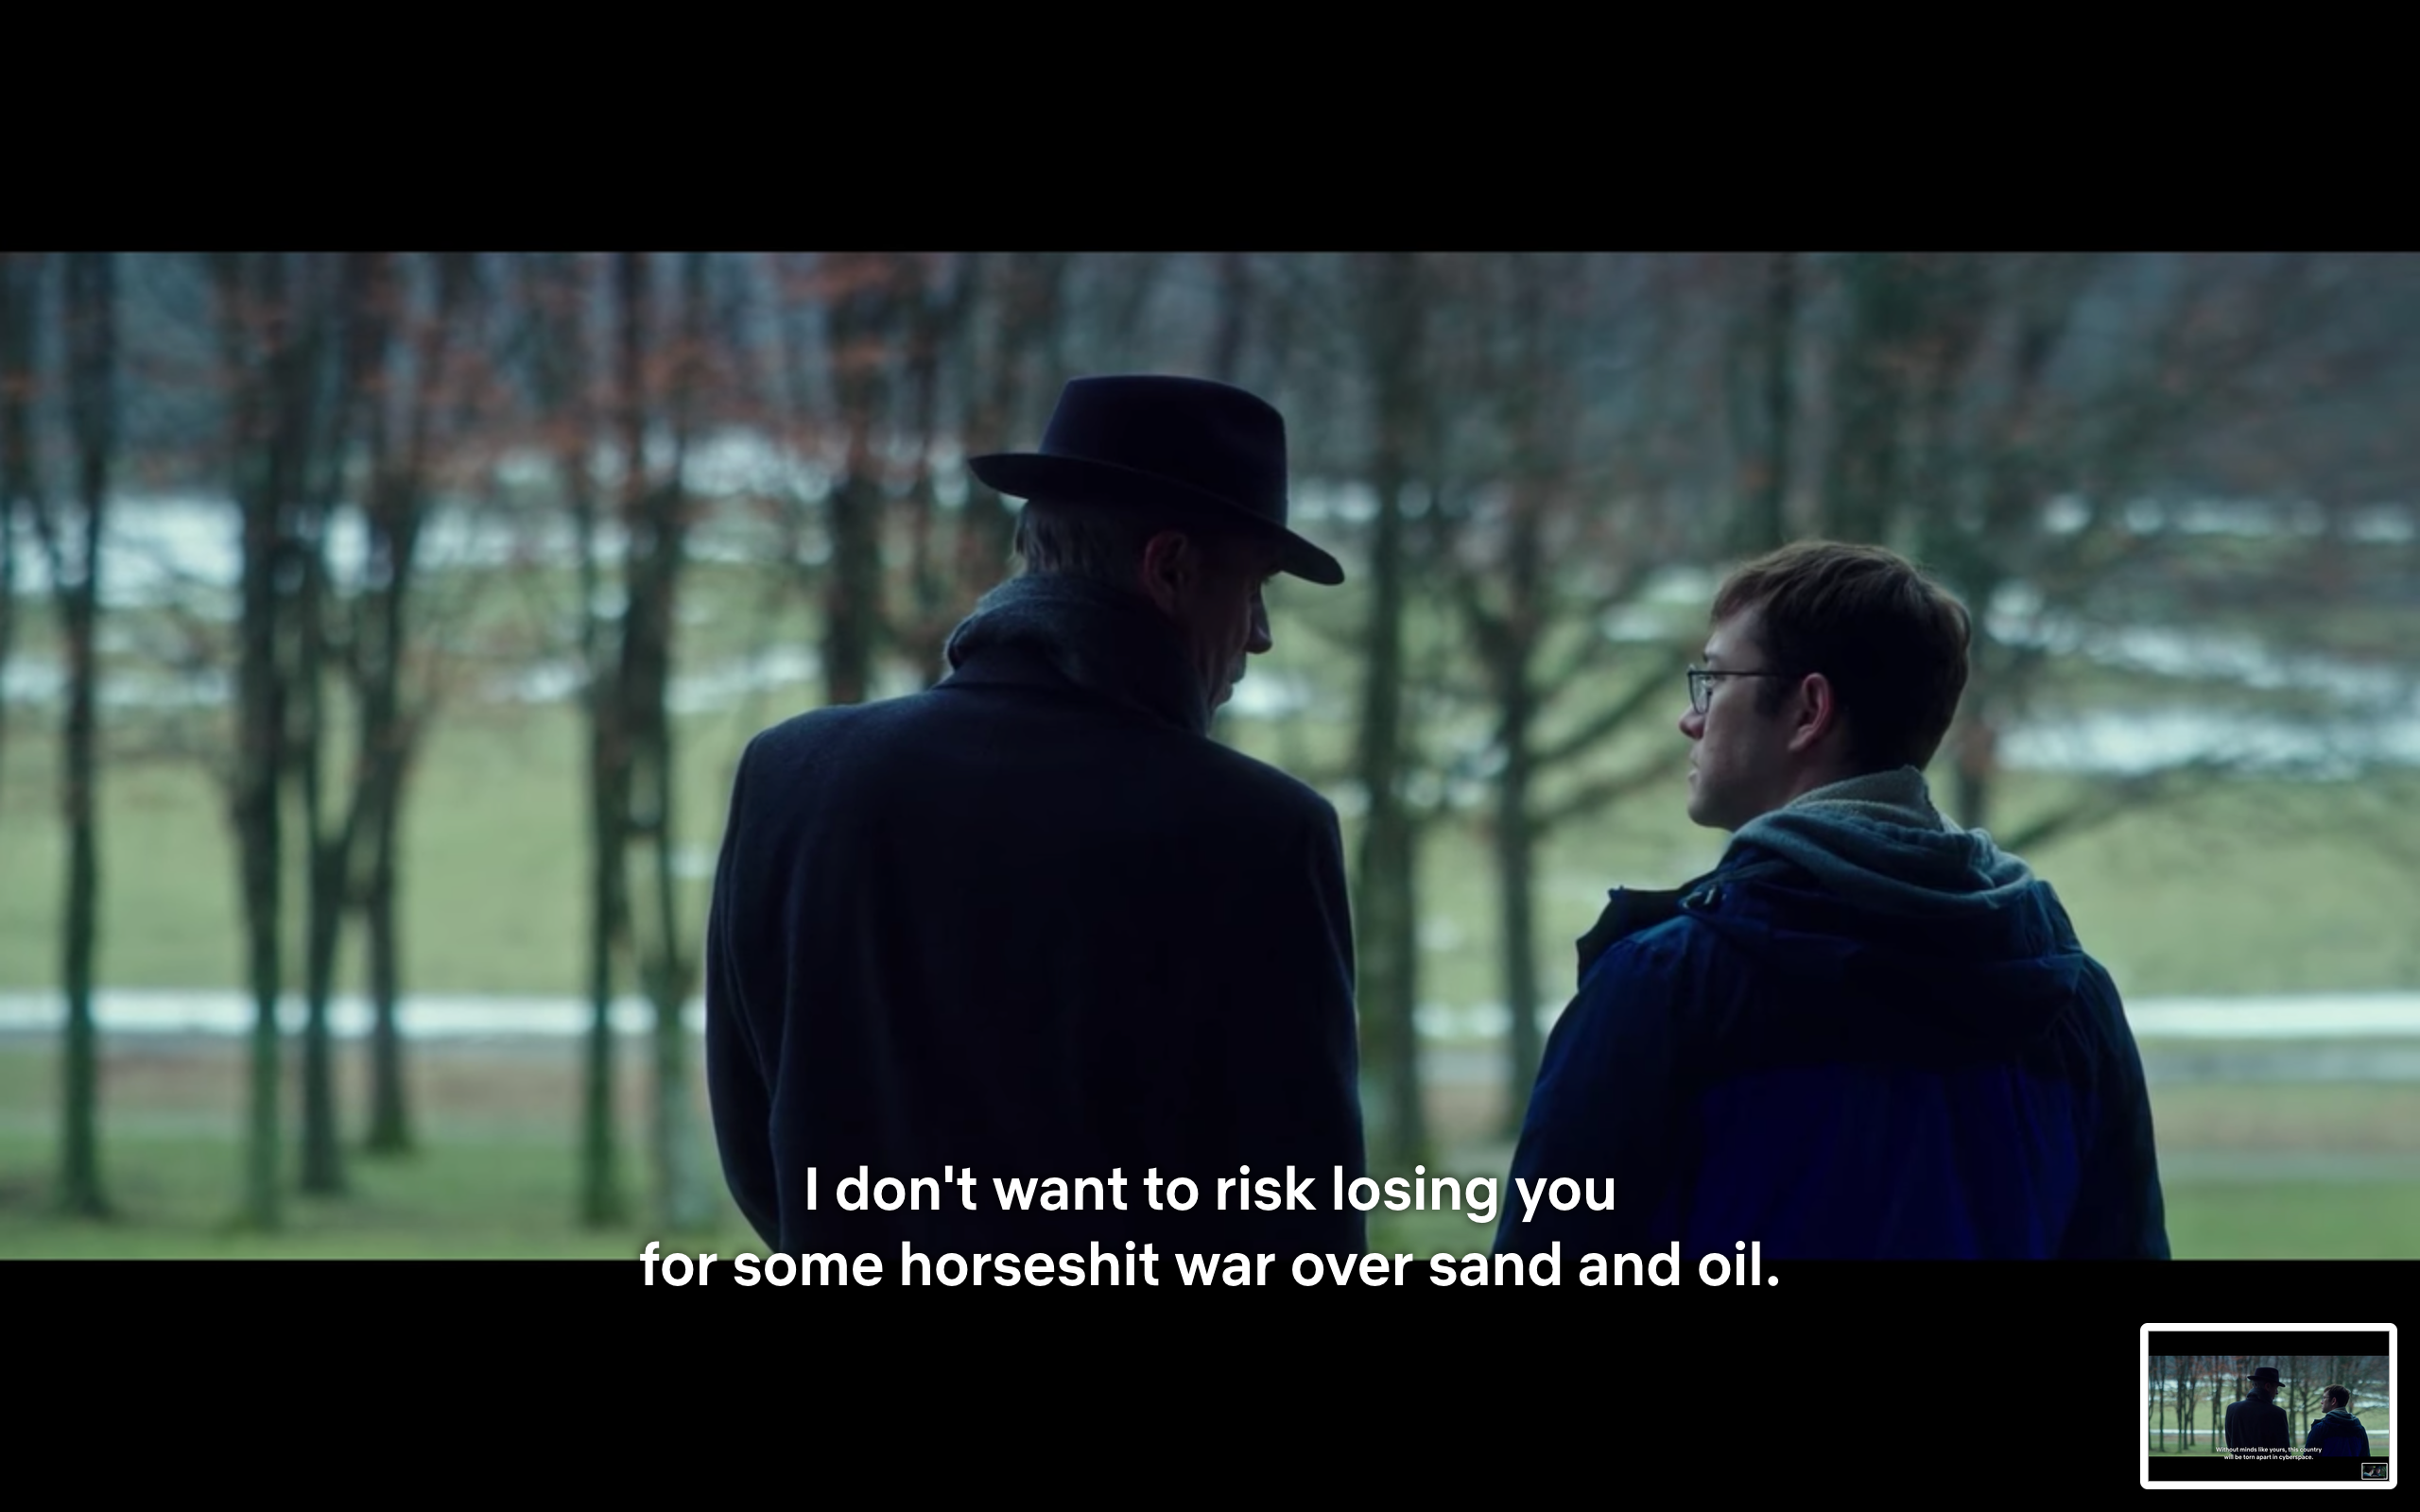 I don't want to risk losing you
for some horseshit war over sand and oil.
Without minds like yours, this country
will be torn apart in cyberspace.